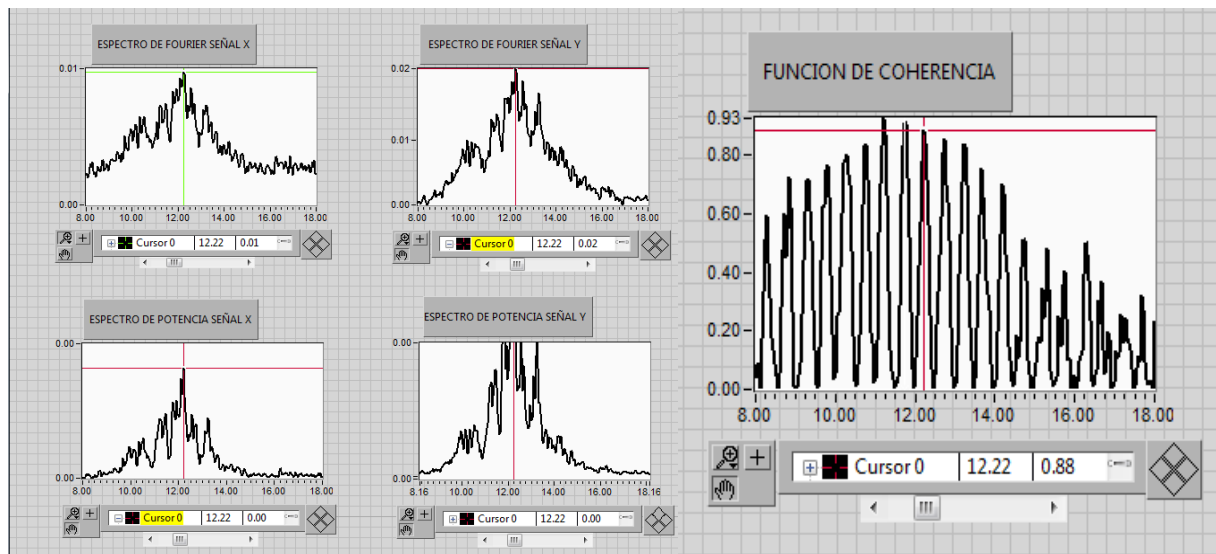 ESPECTRO DE FOURIER SEÑAL X
0.01
0.00
8.00 10.00 12.00 14.00 16.00 18.00
Cursor 0 12.22 0.01
ESPECTRO DE FOURIER SEÑAL Y
0.02
0.01
0.00
8.00 10.00 12.00 14.00 16.00 18.00
Cursor 0 12.22 0.02
ESPECTRO DE POTENCIA SEÑAL X
0.00
0.00
8.00 10.00 12.00 14.00 16.00 18.00
Cursor 0 12.22 0.00
ESPECTRO DE POTENCIA SEÑAL Y
0.00
0.00
8.16 10.00 12.00 14.00 16.00 18.16
Cursor 0 12.22 0.00
FUNCION DE COHERENCIA
0.93
0.80
0.60
0.40
0.20
0.00
8.00 10.00 12.00 14.00 16.00 18.00
Cursor 0 12.22 0.88